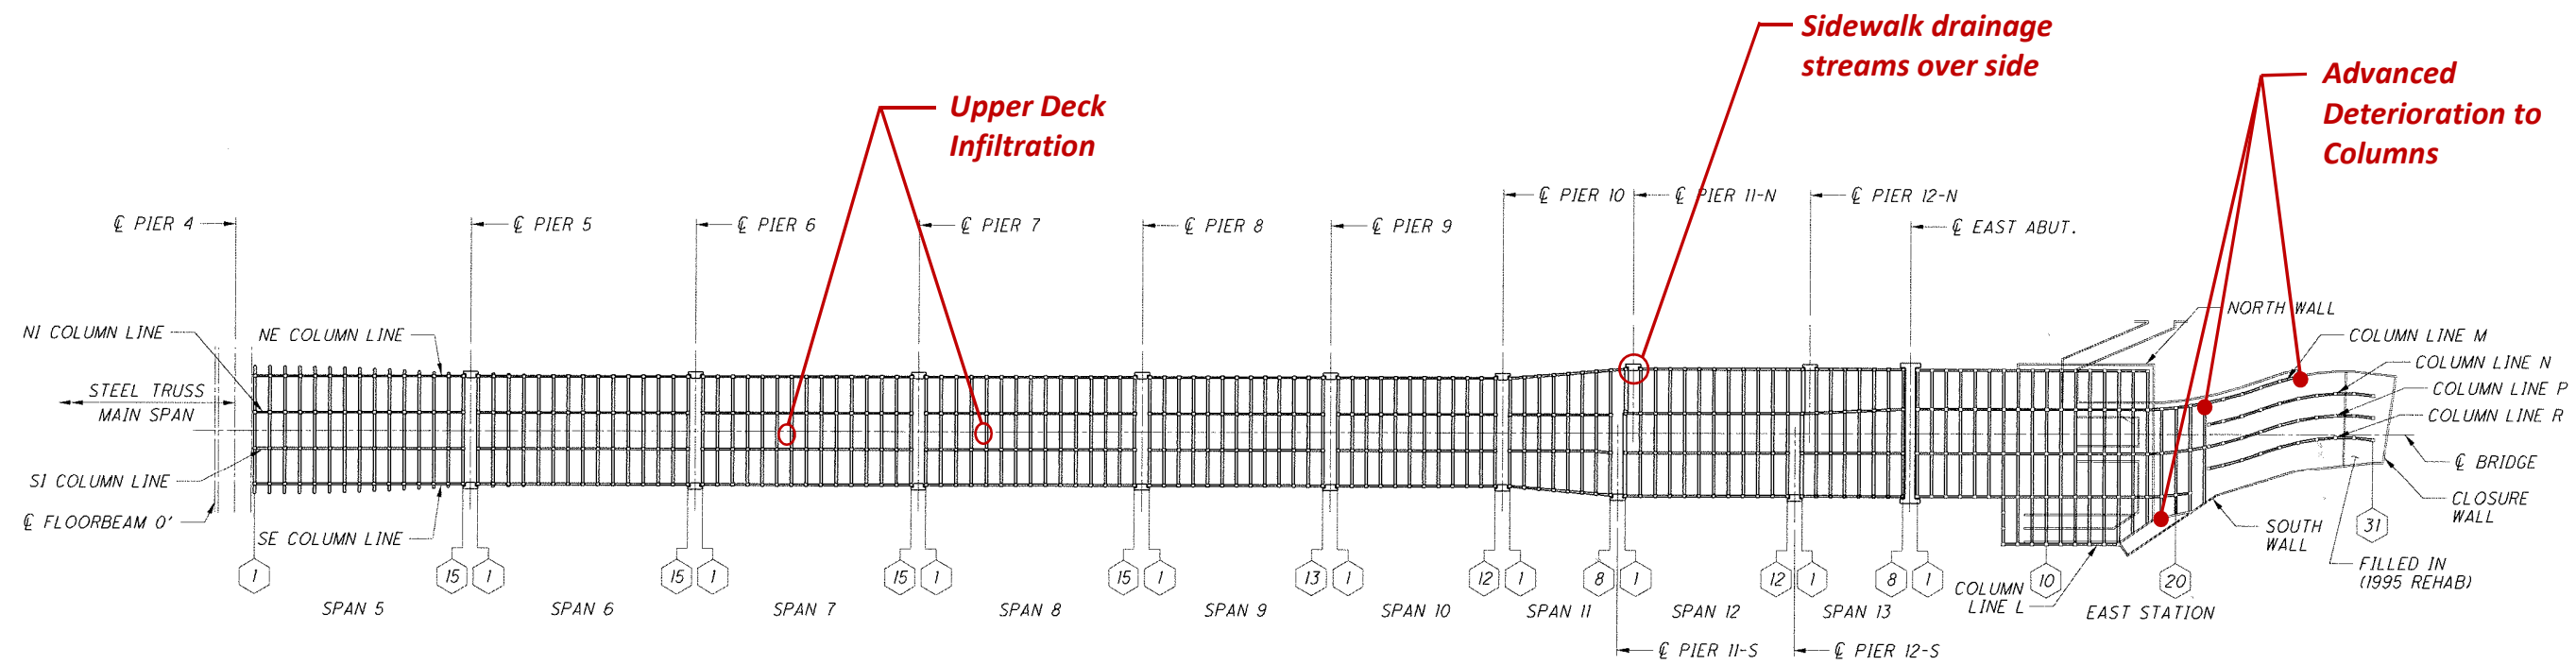 Sidewalk drainage
streams over side
Advanced
Deterioration to
Columns
Upper Deck
Infiltration
℄ PIER 4
℄ PIER 5
℄ PIER 6
℄ PIER 7
℄ PIER 8
℄ PIER 9
℄ PIER 10
℄ PIER 11-N
℄ PIER 12-N
℄ EAST ABUT.
NI COLUMN LINE
NE COLUMN LINE
STEEL TRUSS
MAIN SPAN
SI COLUMN LINE
℄ FLOORBEAM 0'
SE COLUMN LINE
NORTH WALL
COLUMN LINE M
COLUMN LINE N
COLUMN LINE P
COLUMN LINE R
℄ BRIDGE
CLOSURE
WALL
SOUTH
WALL
FILLED IN
(1995 REHAB)
COLUMN
LINE L
1
15
1
15
1
15
1
15
1
13
1
12
1
8
1
12
1
8
1
10
20
31
SPAN 5
SPAN 6
SPAN 7
SPAN 8
SPAN 9
SPAN 10
SPAN 11
SPAN 12
SPAN 13
EAST STATION
℄ PIER 11-S
℄ PIER 12-S